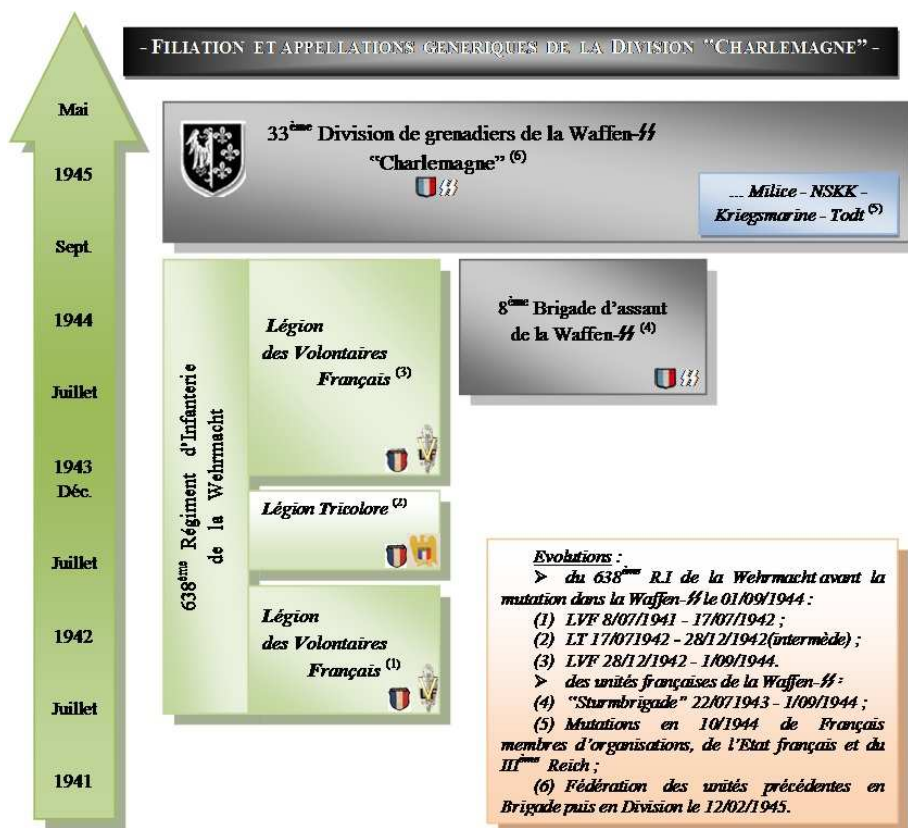 - FILIATION ET APPELLATIONS GENERIQUES DE LA DIVISION "CHARLEMAGNE" -
Mai
1945
Sept.
1944
Juillet
1943
Déc.
Juillet
1942
Juillet
1941
33ème Division de grenadiers de la Waffen-SS
"Charlemagne" (6)
... Milice - NSKK -
Kriegsmarine - Todt (5)
638ème Régiment d'Infanterie
de la Wehrmacht
Légion
des Volontaires
Français (3)
8ème Brigade d'assaut
de la Waffen-SS (4)
Légion Tricolore (2)
Légion
des Volontaires
Français (1)
Evolutions :
➢ du 638ème R.I de la Wehrmacht avant la
mutation dans la Waffen-SS le 01/09/1944 :
(1) LVF 8/07/1941 - 17/07/1942 ;
(2) LT 17/071942 - 28/12/1942(intermède) ;
(3) LVF 28/12/1942 - 1/09/1944.
➢ des unités françaises de la Waffen-SS :
(4) "Sturmbrigade" 22/071943 - 1/09/1944 ;
(5) Mutations en 10/1944 de Français
membres d'organisations, de l'Etat français et du
IIIème Reich ;
(6) Fédération des unités précédentes en
Brigade puis en Division le 12/02/1945.